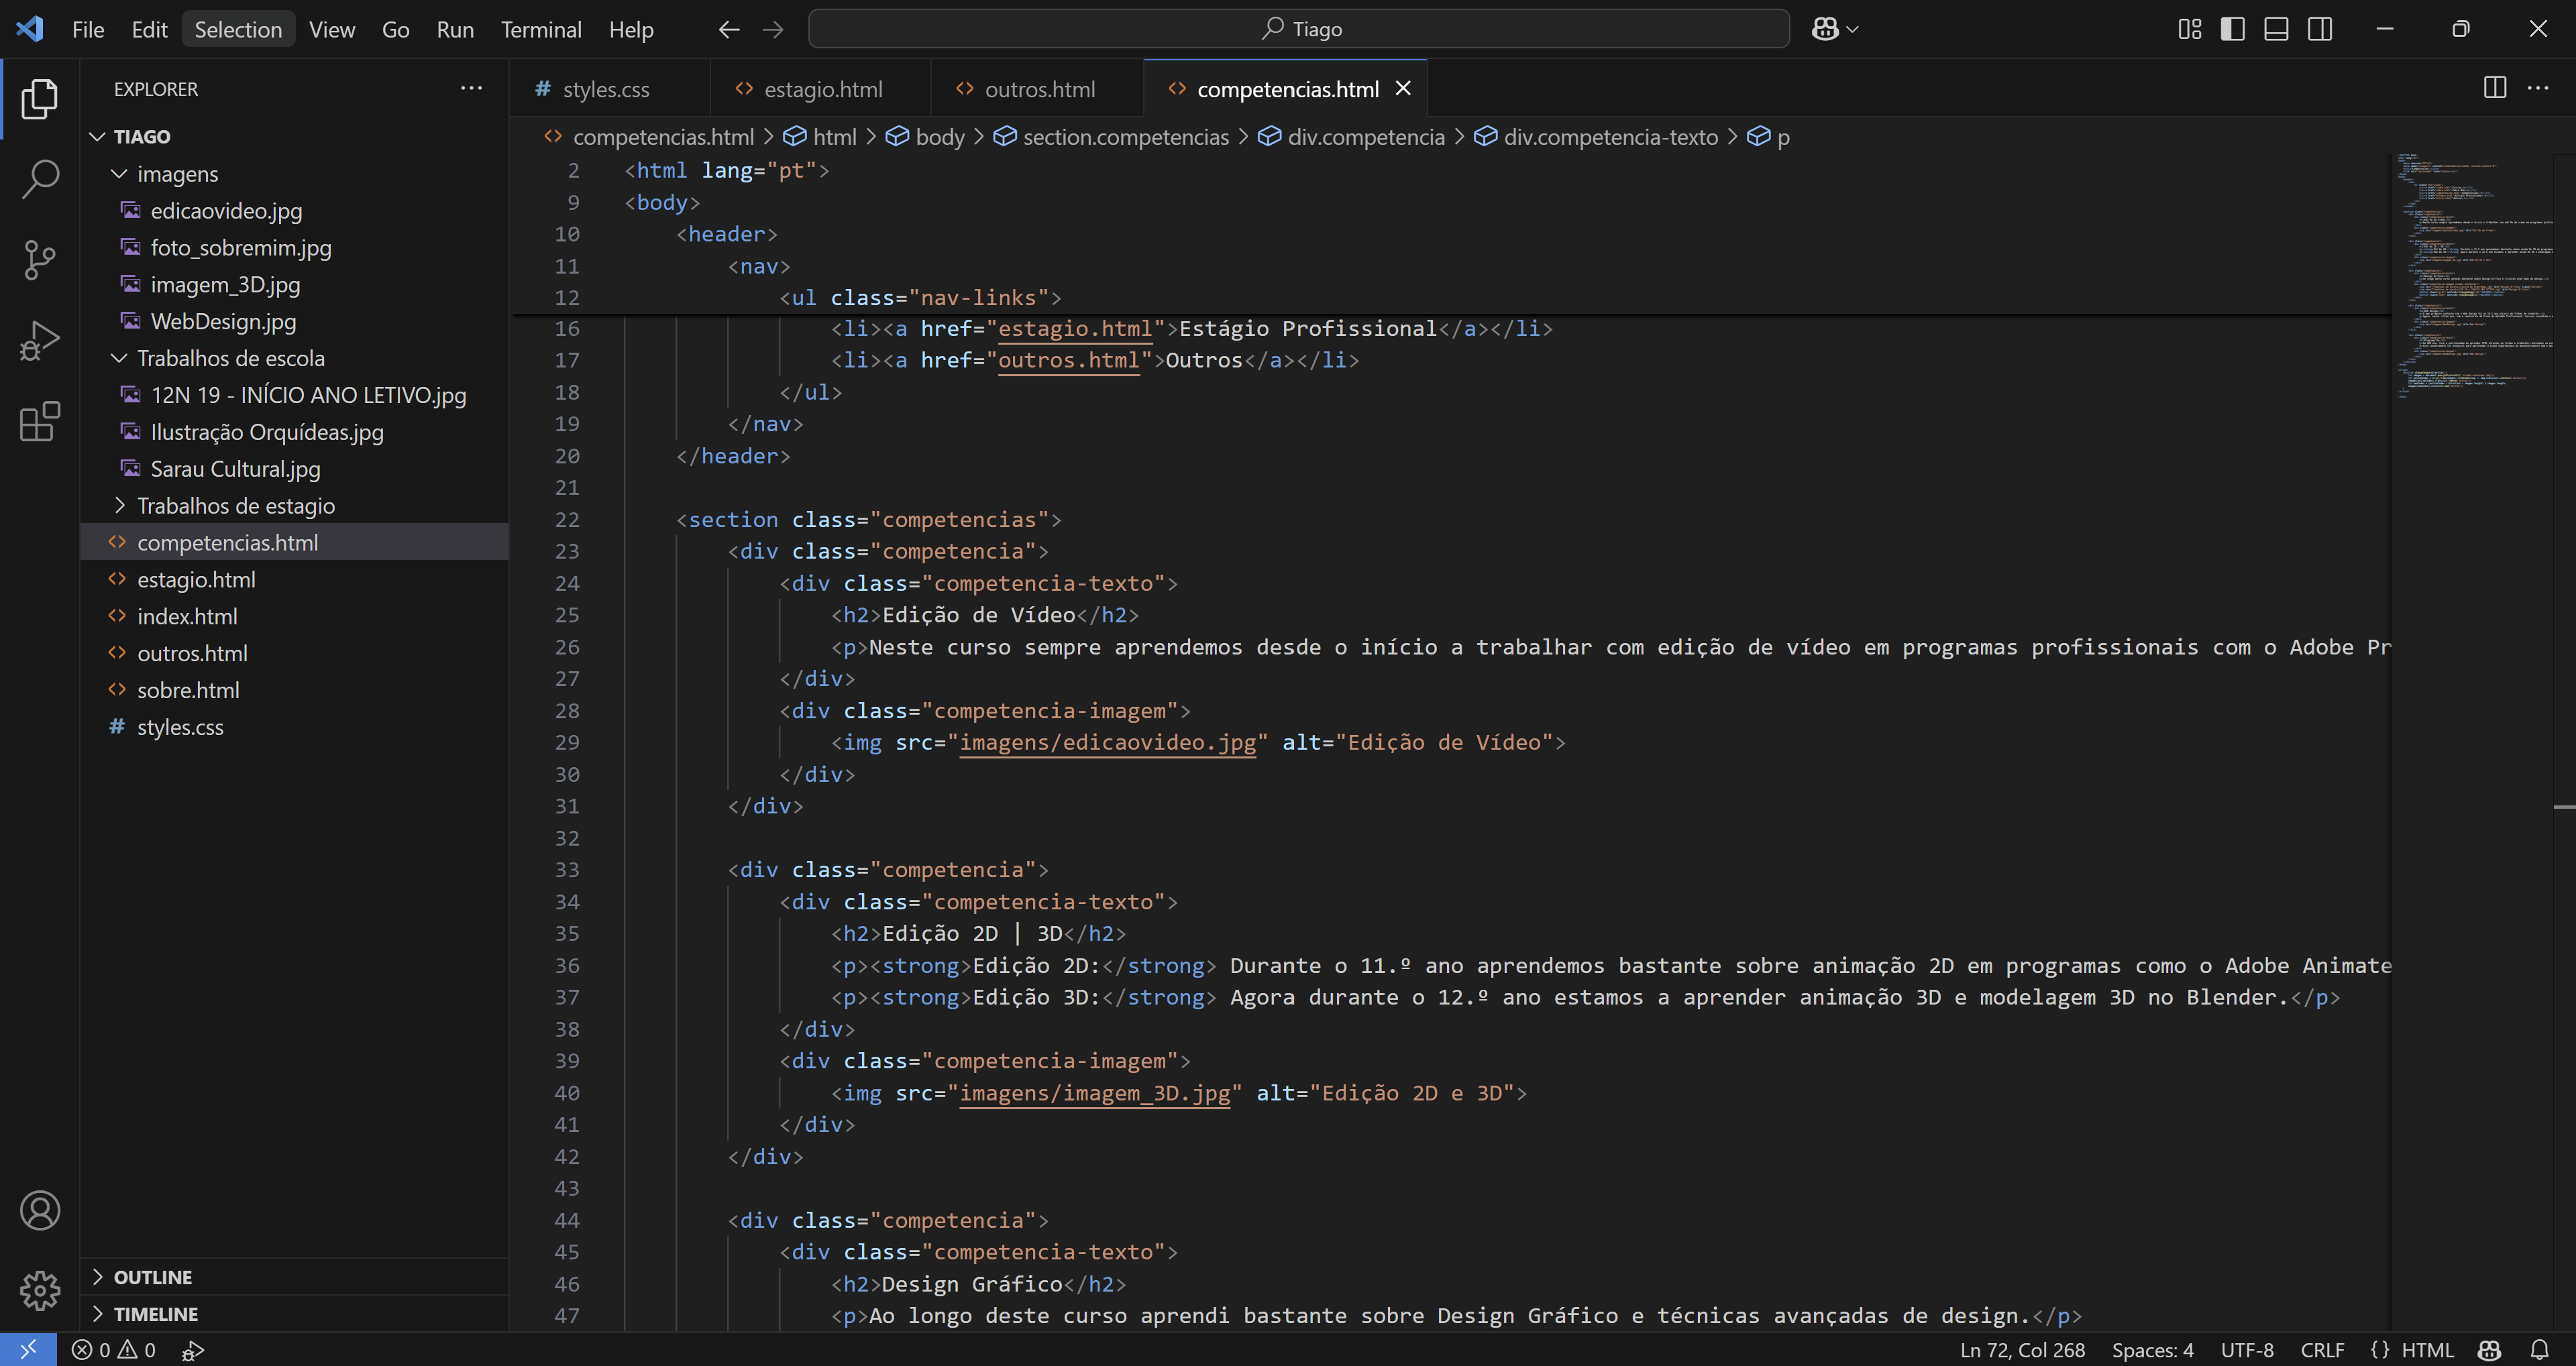 File Edit Selection View Go Run Terminal Help
Tiago
EXPLORER
TIAGO
imagens
edicaovideo.jpg
foto_sobremim.jpg
imagem_3D.jpg
WebDesign.jpg
Trabalhos de escola
12N 19 - INÍCIO ANO LETIVO.jpg
Ilustração Orquídeas.jpg
Sarau Cultural.jpg
Trabalhos de estagio
competencias.html
estagio.html
index.html
outros.html
sobre.html
# styles.css
OUTLINE
TIMELINE
# styles.css
estagio.html
outros.html
competencias.html
competencias.html > html > body > section.competencias > div.competencia > div.competencia-texto > p
2 <html lang="pt">
9 <body>
10 <header>
11 <nav>
12 <ul class="nav-links">
16 <li><a href="estagio.html">Estágio Profissional</a></li>
17 <li><a href="outros.html">Outros</a></li>
18 </ul>
19 </nav>
20 </header>
21
22 <section class="competencias">
23 <div class="competencia">
24 <div class="competencia-texto">
25 <h2>Edição de Vídeo</h2>
26 <p>Neste curso sempre aprendemos desde o início a trabalhar com edição de vídeo em programas profissionais com o Adobe Pr
27 </div>
28 <div class="competencia-imagem">
29 <img src="imagens/edicaovideo.jpg" alt="Edição de Vídeo">
30 </div>
31 </div>
32
33 <div class="competencia">
34 <div class="competencia-texto">
35 <h2>Edição 2D | 3D</h2>
36 <p><strong>Edição 2D:</strong> Durante o 11.º ano aprendemos bastante sobre animação 2D em programas como o Adobe Animate
37 <p><strong>Edição 3D:</strong> Agora durante o 12.º ano estamos a aprender animação 3D e modelagem 3D no Blender.</p>
38 </div>
39 <div class="competencia-imagem">
40 <img src="imagens/imagem_3D.jpg" alt="Edição 2D e 3D">
41 </div>
42 </div>
43
44 <div class="competencia">
45 <div class="competencia-texto">
46 <h2>Design Gráfico</h2>
47 <p>Ao longo deste curso aprendi bastante sobre Design Gráfico e técnicas avançadas de design.</p>
0 0
Ln 72, Col 268 Spaces: 4 UTF-8 CRLF {} HTML